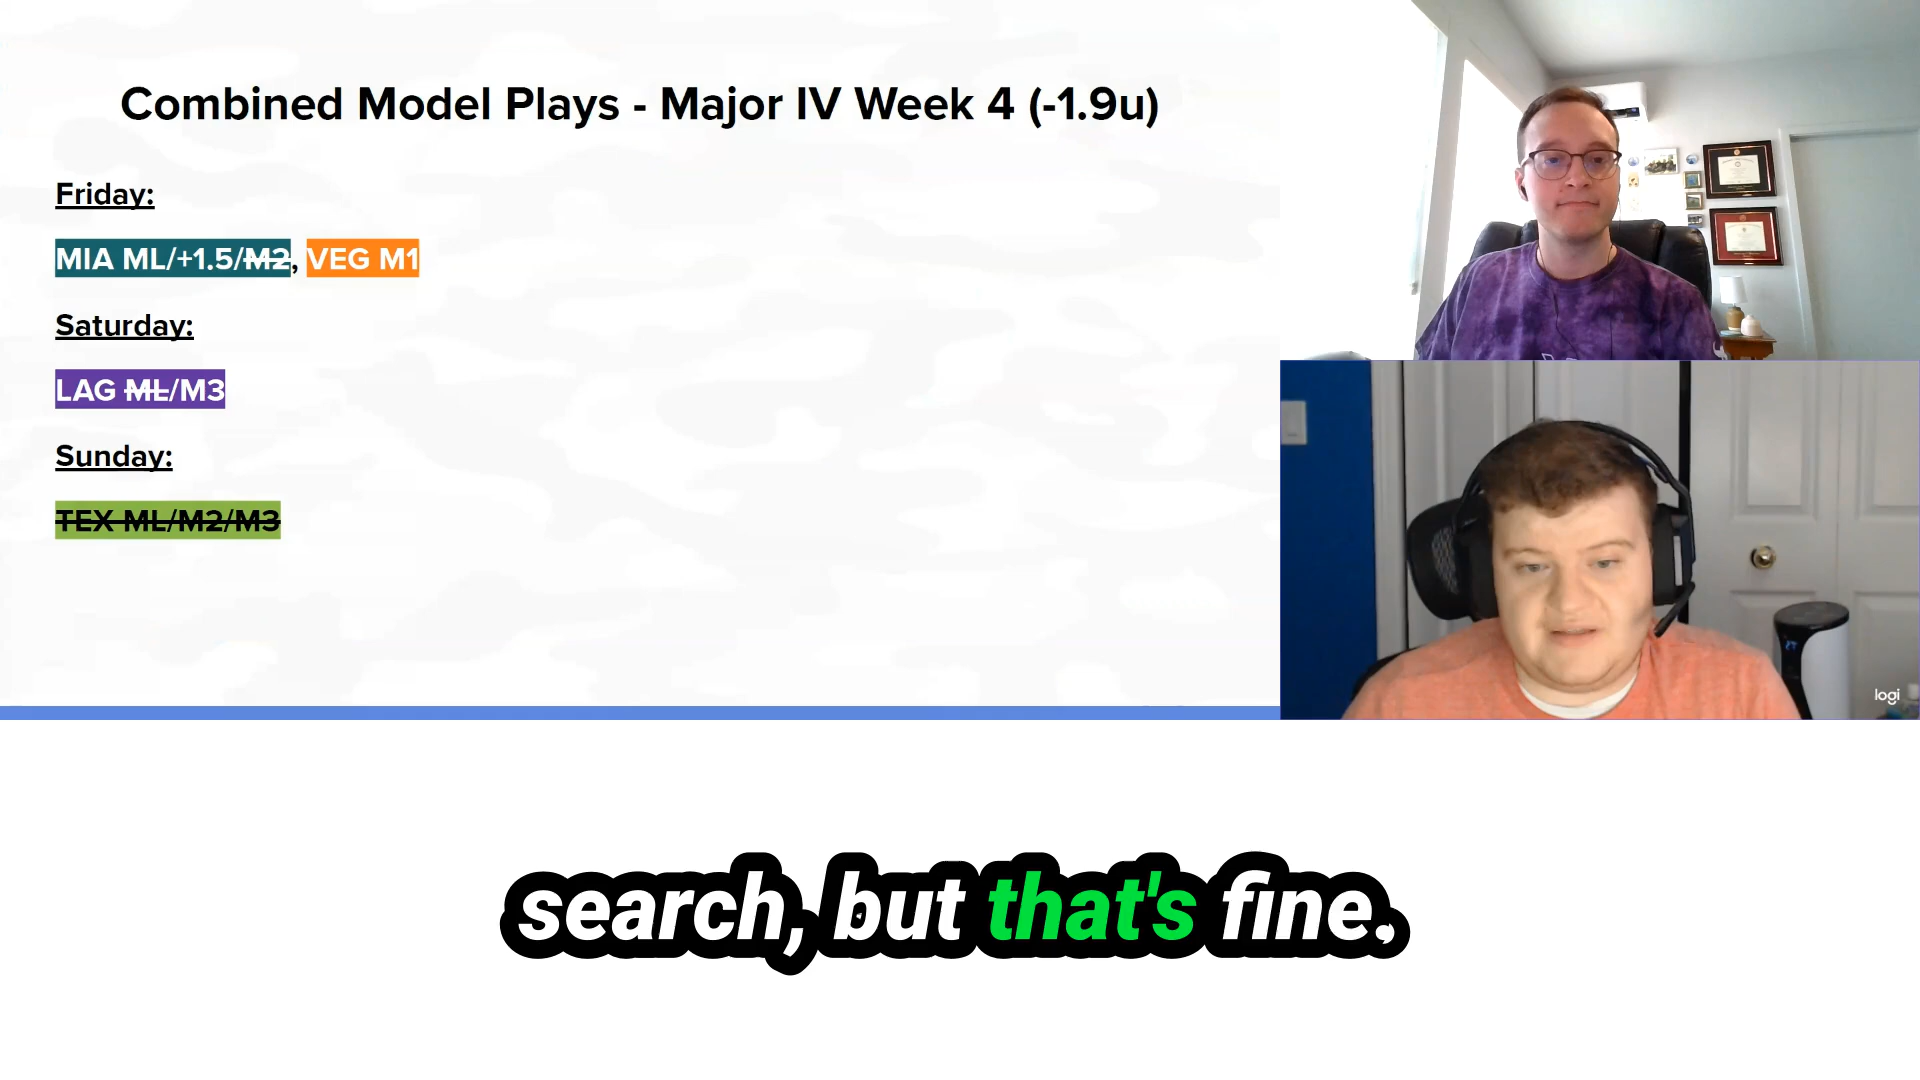 Combined Model Plays - Major IV Week 4 (-1.9u)
Friday:
MIA ML/+1.5/M2, VEG M1
Saturday:
LAG ML/M3
Sunday:
TEX ML/M2/M3
logi
search, but that's fine.